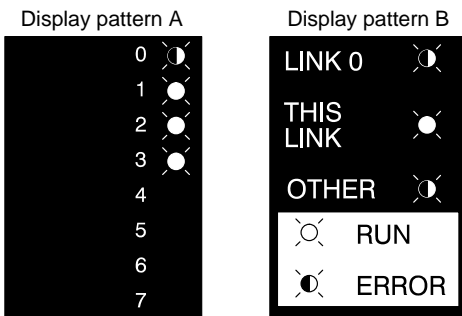 Display pattern A
0
1
2
3
4
5
6
7
Display pattern B
LINK 0
THIS
LINK
OTHER
RUN
ERROR